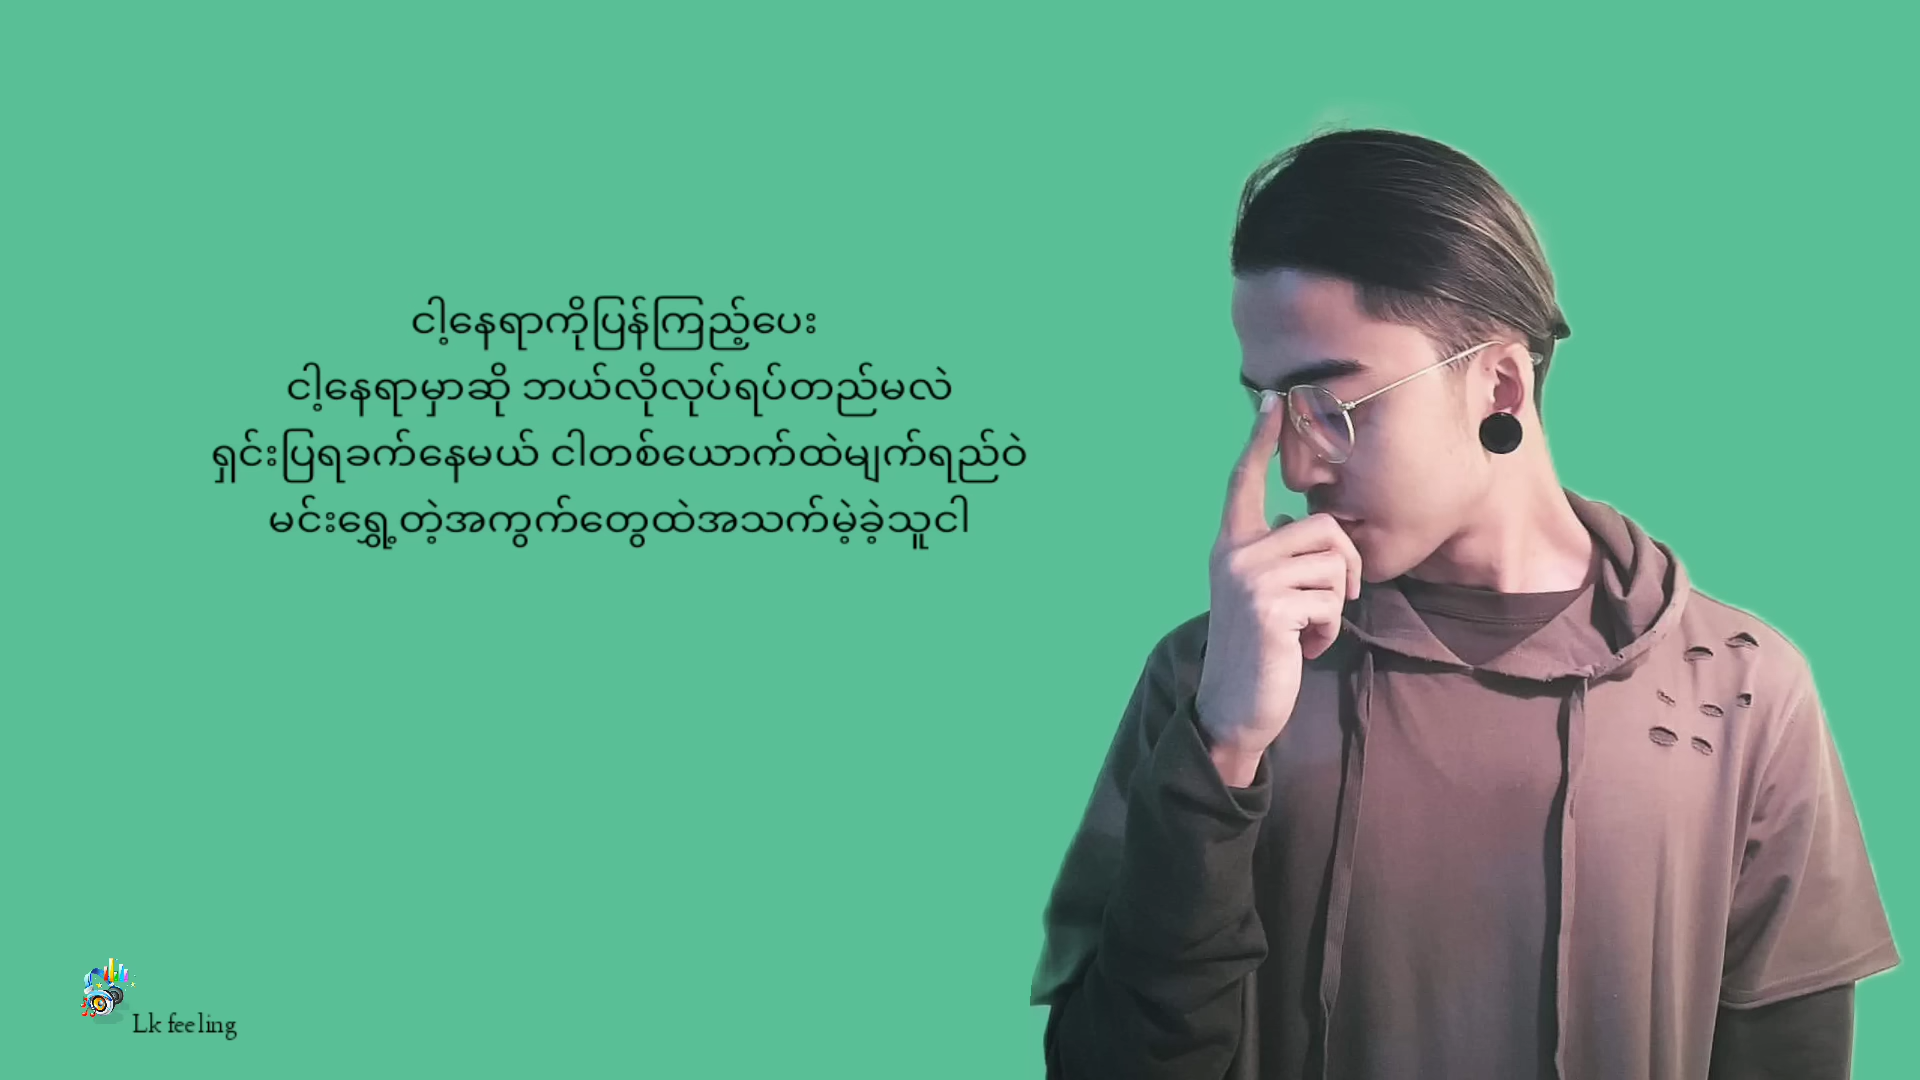 ငါ့နေရာကိုပြန်ကြည့်ပေး
ငါ့နေရာမှာဆို ဘယ်လိုလုပ်ရပ်တည်မလဲ
ရှင်းပြရခက်နေမယ် ငါတစ်ယောက်ထဲမျက်ရည်ဝဲ
မင်းရွှေ့တဲ့အကွက်တွေထဲအသက်မဲ့ခဲ့သူငါ
Lk feeling